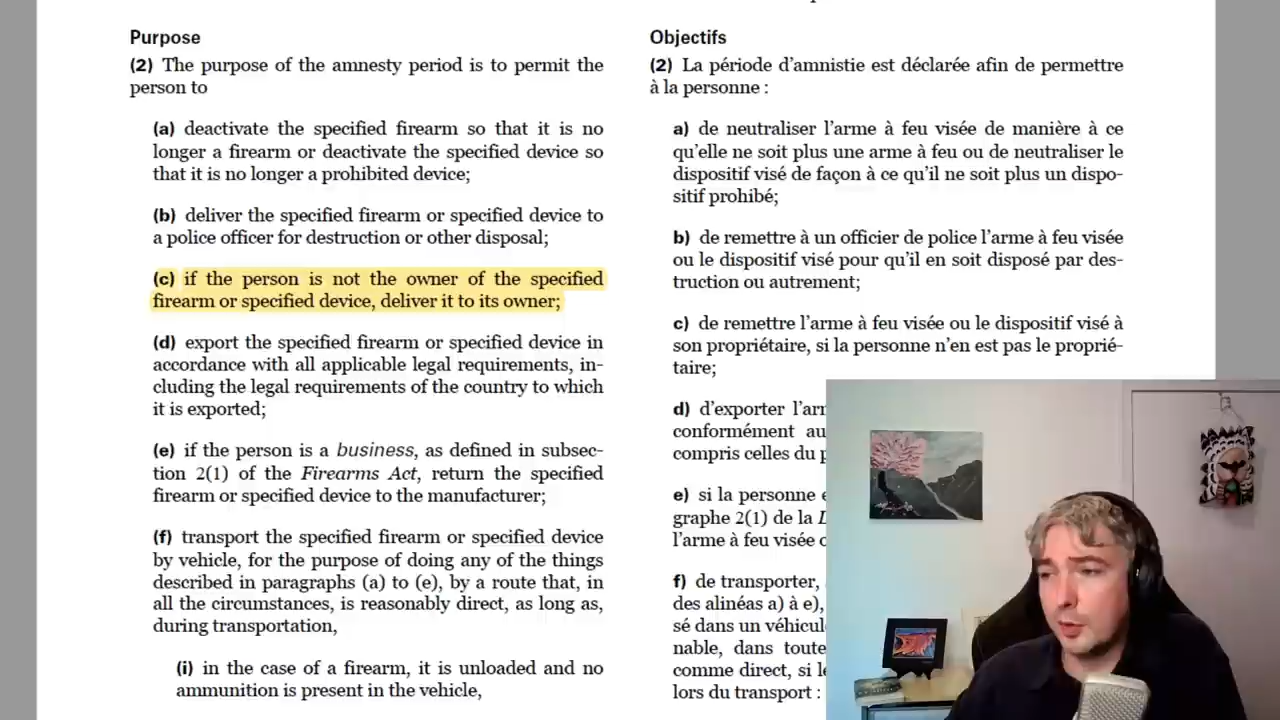 Purpose
(2) The purpose of the amnesty period is to permit the
person to
(a) deactivate the specified firearm so that it is no
longer a firearm or deactivate the specified device so
that it is no longer a prohibited device;
(b) deliver the specified firearm or specified device to
a police officer for destruction or other disposal;
(c) if the person is not the owner of the specified
firearm or specified device, deliver it to its owner;
(d) export the specified firearm or specified device in
accordance with all applicable legal requirements, in-
cluding the legal requirements of the country to which
it is exported;
(e) if the person is a business, as defined in subsec-
tion 2(1) of the Firearms Act, return the specified
firearm or specified device to the manufacturer;
(f) transport the specified firearm or specified device
by vehicle, for the purpose of doing any of the things
described in paragraphs (a) to (e), by a route that, in
all the circumstances, is reasonably direct, as long as,
during transportation,
(i) in the case of a firearm, it is unloaded and no
ammunition is present in the vehicle,
Objectifs
(2) La période d'amnistie est déclarée afin de permettre
à la personne :
a) de neutraliser l'arme à feu visée de manière à ce
qu'elle ne soit plus une arme à feu ou de neutraliser le
dispositif visé de façon à ce qu'il ne soit plus un dispo-
sitif prohibé;
b) de remettre à un officier de police l'arme à feu visée
ou le dispositif visé pour qu'il en soit disposé par des-
truction ou autrement;
c) de remettre l'arme à feu visée ou le dispositif visé à
son propriétaire, si la personne n'en est pas le proprié-
taire;
d) d'exporter l'ar
conformément au
compris celles du
e) si la personne
graphe 2(1) de la
l'arme à feu visée
f) de transporter,
des alinéas a) à e),
sé dans un véhicul
nable, dans toute
comme direct, si l
lors du transport :